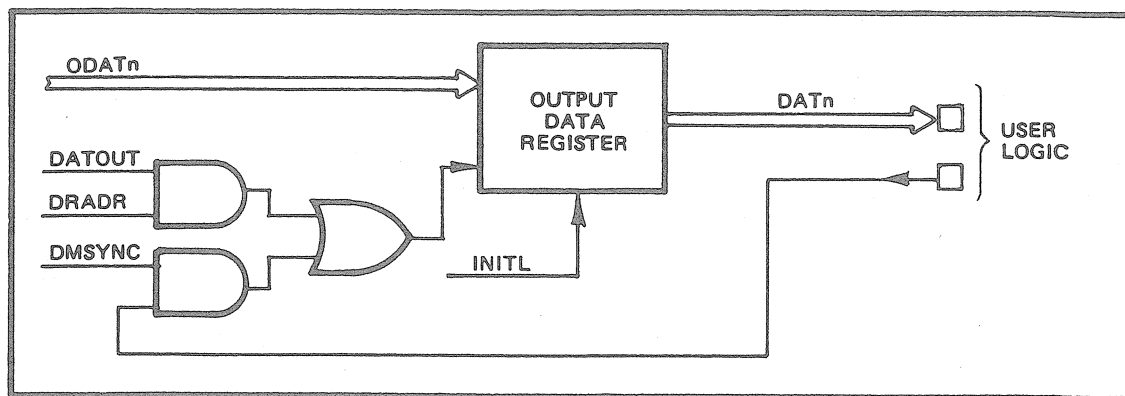 ODATn
OUTPUT
DATA
REGISTER
DATn
USER
LOGIC
DATOUT
DRADR
DMSYNC
INITL